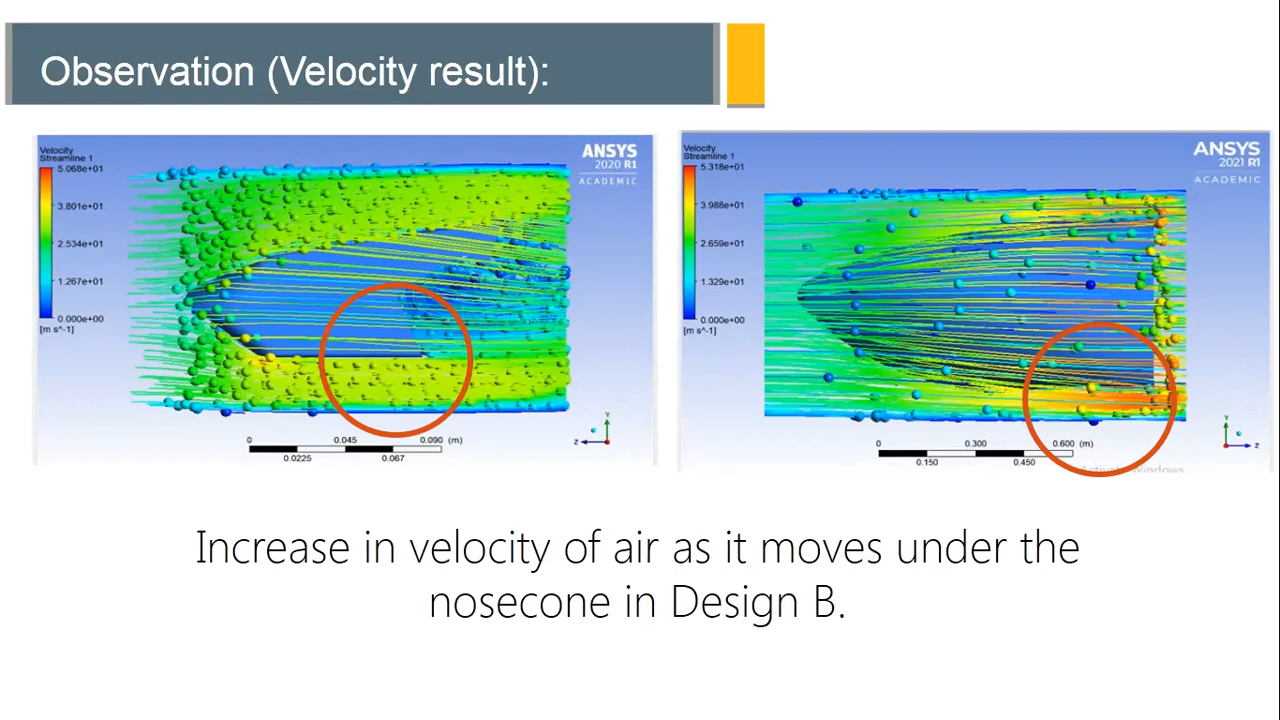 Observation (Velocity result):
Velocity
Streamline 1
5.068e+01
3.801e+01
2.534e+01
1.267e+01
0.000e+00
[m s^-1]
ANSYS
2020 R1
ACADEMIC
0 0.045 0.090 (m)
0.0225 0.067
Y
Z
Velocity
Streamline 1
5.318e+01
3.988e+01
2.659e+01
1.329e+01
0.000e+00
[m s^-1]
ANSYS
2021 R1
ACADEMIC
0 0.300 0.600 (m)
0.150 0.450
Y
Z
Activate Windows
Increase in velocity of air as it moves under the
nosecone in Design B.